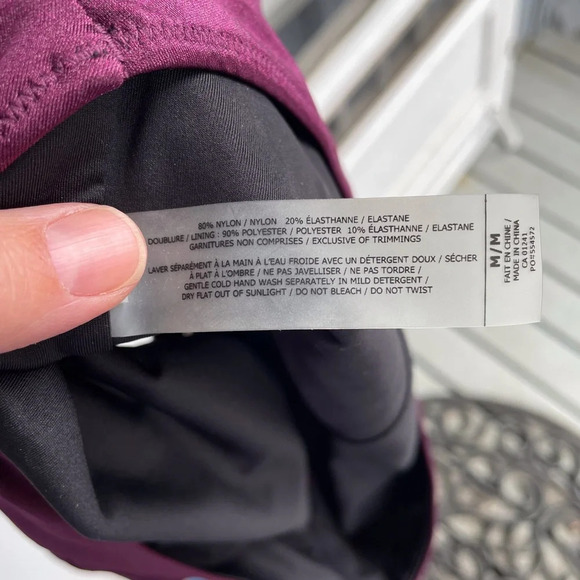 80% NYLON / NYLON 20% ÉLASTHANNE / ELASTANE
DOUBLURE / LINING : 90% POLYESTER / POLYESTER 10% ÉLASTHANNE / ELASTANE
GARNITURES NON COMPRISES / EXCLUSIVE OF TRIMMINGS
LAVER SÉPARÉMENT À LA MAIN À L'EAU FROIDE AVEC UN DÉTERGENT DOUX / SÉCHER
À PLAT À L'OMBRE / NE PAS JAVELLISER / NE PAS TORDRE /
GENTLE COLD HAND WASH SEPARATELY IN MILD DETERGENT /
DRY FLAT OUT OF SUNLIGHT / DO NOT BLEACH / DO NOT TWIST
M / M
FAIT EN CHINE /
MADE IN CHINA
CA 01241
PO#554572